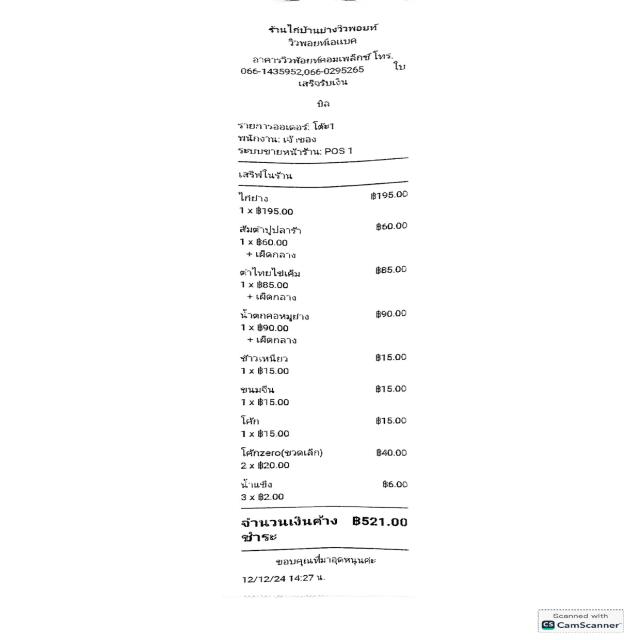 ร้านไก่บ้านย่างวิวพอยท์
วิวพอยท์เอแบค
อาคารวิวพ้อยท์คอมเพล็กซ์ โทร.
066-1435952,066-0295265 ใบ
เสร็จรับเงิน
บิล
รายการออเดอร์: โต๊ะ1
พนักงาน: เจ้าของ
ระบบขายหน้าร้าน: POS 1
เสริฟในร้าน
ไก่ย่าง ฿195.00
1 x ฿195.00
ส้มตำปูปลาร้า ฿60.00
1 x ฿60.00
+ เผ็ดกลาง
ตำไทยไข่เค็ม ฿85.00
1 x ฿85.00
+ เผ็ดกลาง
น้ำตกคอหมูย่าง ฿90.00
1 x ฿90.00
+ เผ็ดกลาง
ข้าวเหนียว ฿15.00
1 x ฿15.00
ขนมจีน ฿15.00
1 x ฿15.00
โค้ก ฿15.00
1 x ฿15.00
โค้กzero(ขวดเล็ก) ฿40.00
2 x ฿20.00
น้ำแข็ง ฿6.00
3 x ฿2.00
จำนวนเงินค้าง ฿521.00
ชำระ
ขอบคุณที่มาอุดหนุนค่ะ
12/12/24 14:27 น.
Scanned with
CS CamScanner